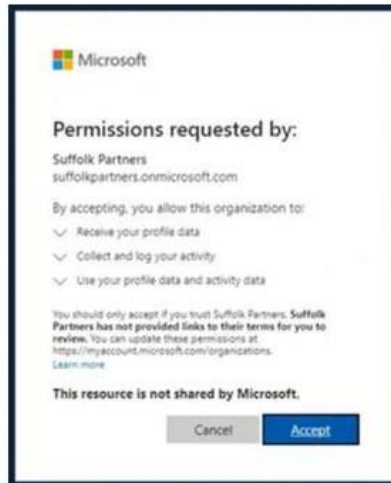 Microsoft
Permissions requested by:
Suffolk Partners
suffolkpartners.onmicrosoft.com
By accepting, you allow this organization to:
Receive your profile data
Collect and log your activity
Use your profile data and activity data
You should only accept if you trust Suffolk Partners. Suffolk
Partners has not provided links to their terms for you to
review. You can update these permissions at
https://myaccount.microsoft.com/organizations.
Learn more
This resource is not shared by Microsoft.
Cancel
Accept